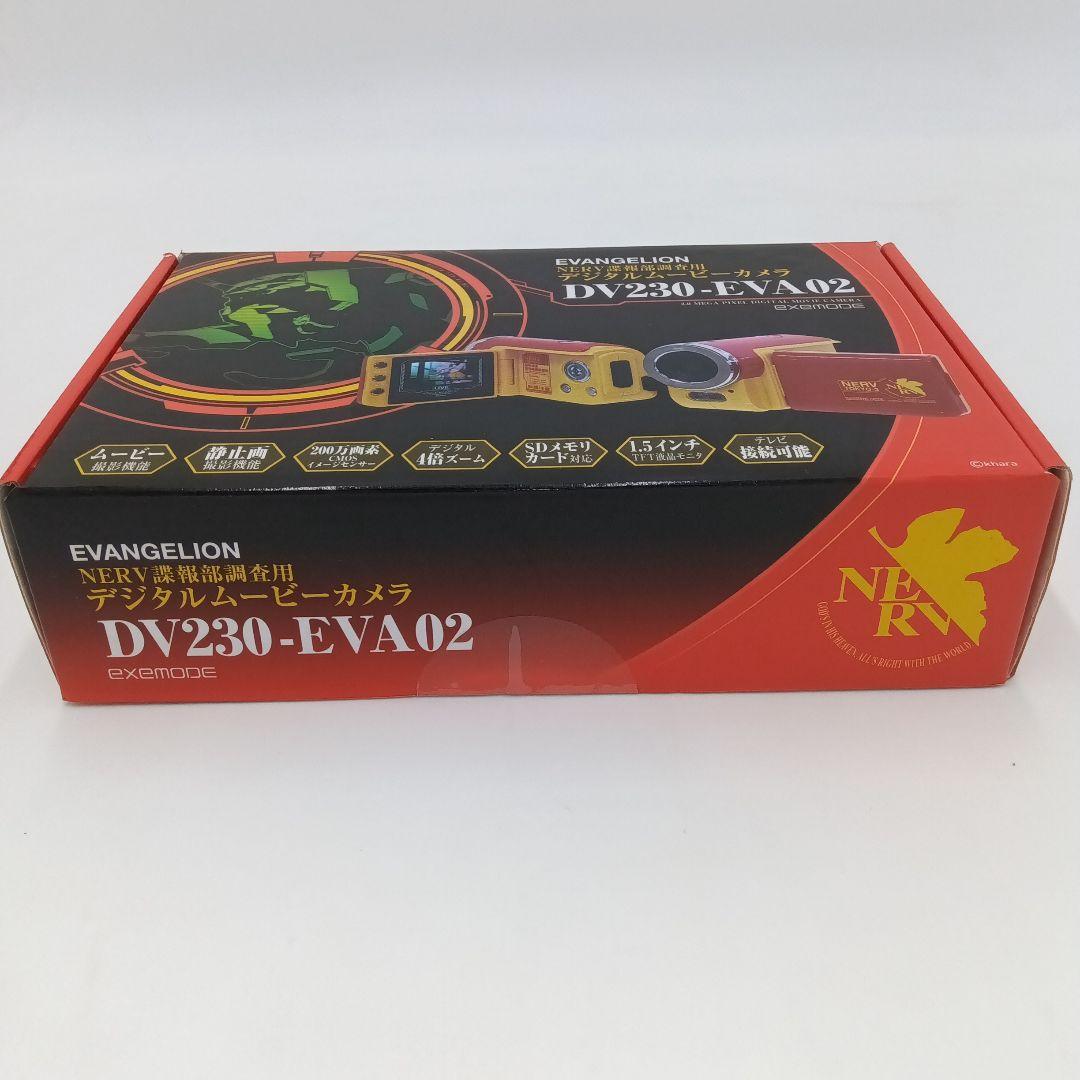 EVANGELION
NERV諜報部調査用
デジタルムービーカメラ
DV230-EVA02
2.0 MEGA PIXEL DIGITAL MOVIE CAMERA
exemode
NERV
ムービー
撮影機能
静止画
撮影機能
200万画素
CMOS
イメージセンサー
デジタル
4倍ズーム
SDメモリ
カード対応
1.5インチ
TFT液晶モニタ
テレビ
接続可能
©khara
EVANGELION
NERV諜報部調査用
デジタルムービーカメラ
DV230-EVA02
exemode
NERV
GOD'S IN HIS HEAVEN. ALL'S RIGHT WITH THE WORLD.